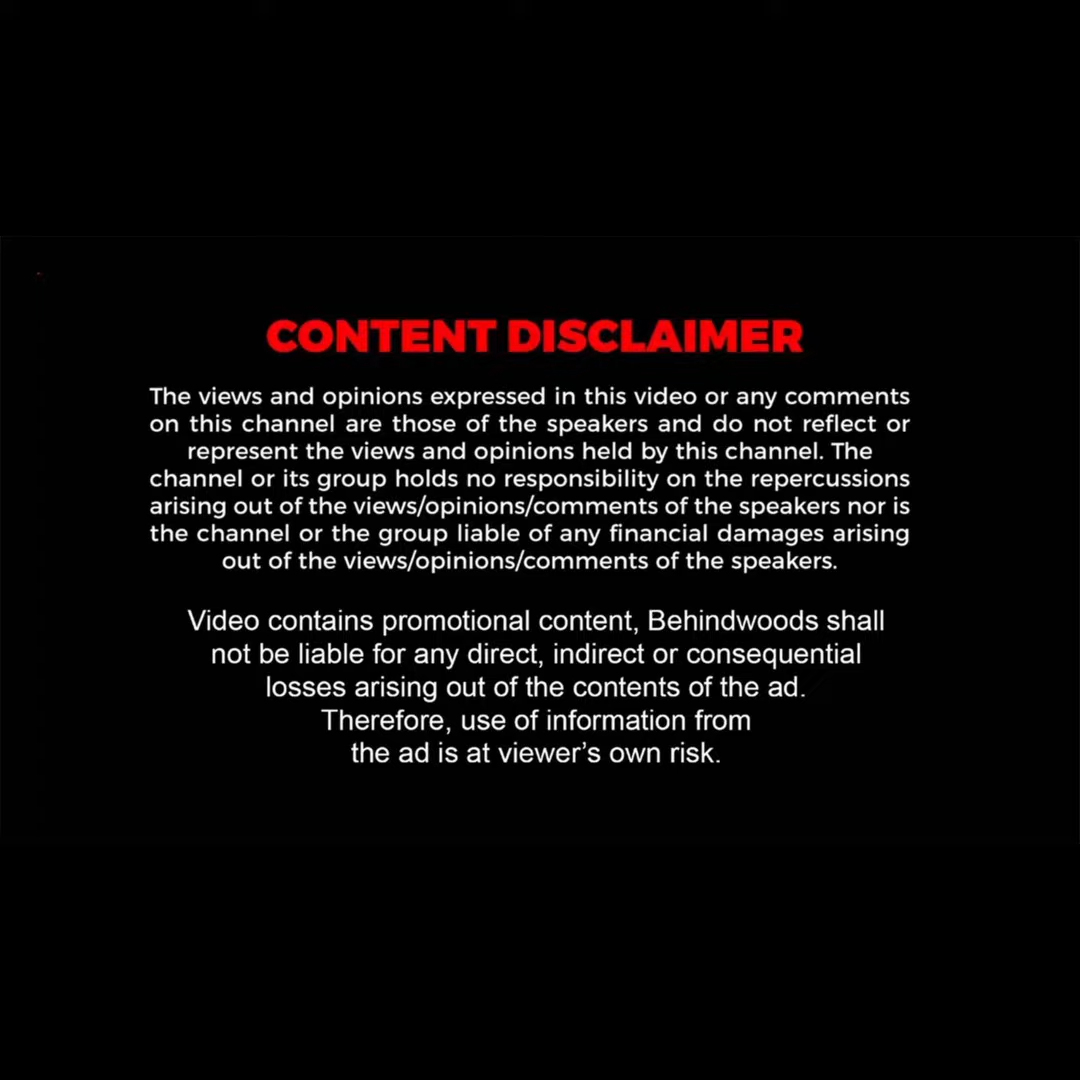 CONTENT DISCLAIMER
The views and opinions expressed in this video or any comments
on this channel are those of the speakers and do not reflect or
represent the views and opinions held by this channel. The
channel or its group holds no responsibility on the repercussions
arising out of the views/opinions/comments of the speakers nor is
the channel or the group liable of any financial damages arising
out of the views/opinions/comments of the speakers.
Video contains promotional content, Behindwoods shall
not be liable for any direct, indirect or consequential
losses arising out of the contents of the ad.
Therefore, use of information from
the ad is at viewer’s own risk.